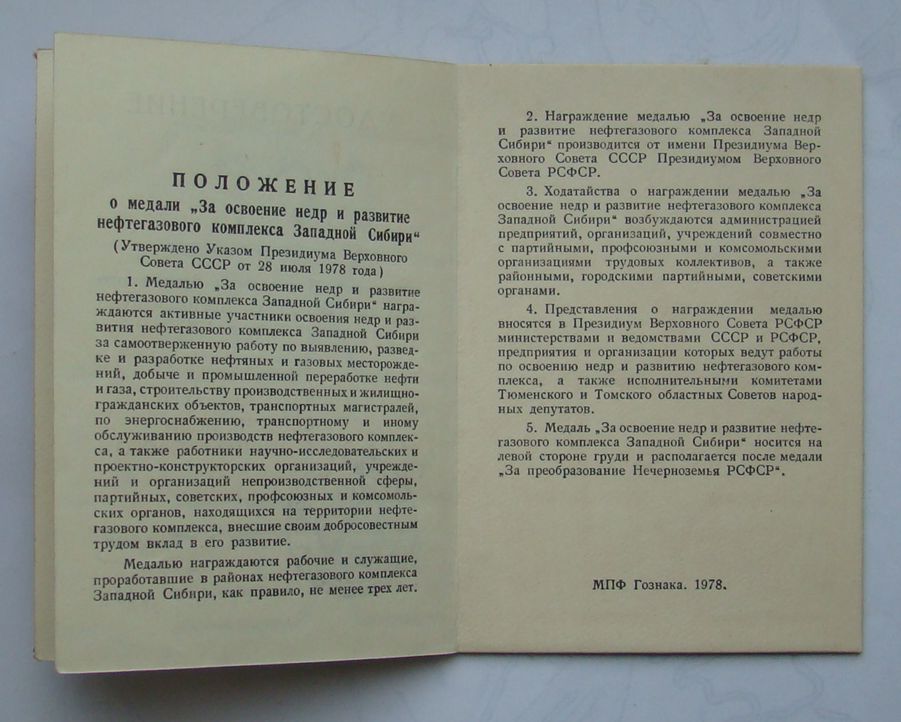 ПОЛОЖЕНИЕ
о медали „За освоение недр и развитие
нефтегазового комплекса Западной Сибири“
(Утверждено Указом Президиума Верховного
Совета СССР от 28 июля 1978 года)
1. Медалью „За освоение недр и развитие
нефтегазового комплекса Западной Сибири“ награ-
ждаются активные участники освоения недр и раз-
вития нефтегазового комплекса Западной Сибири
за самоотверженную работу по выявлению, развед-
ке и разработке нефтяных и газовых месторожде-
ний, добыче и промышленной переработке нефти
и газа, строительству производственных и жилищно-
гражданских объектов, транспортных магистралей,
по энергоснабжению, транспортному и иному
обслуживанию производств нефтегазового комплек-
са, а также работники научно-исследовательских и
проектно-конструкторских организаций, учрежде-
ний и организаций непроизводственной сферы,
партийных, советских, профсоюзных и комсомоль-
ских органов, находящихся на территории нефте-
газового комплекса, внесшие своим добросовестным
трудом вклад в его развитие.
Медалью награждаются рабочие и служащие,
проработавшие в районах нефтегазового комплекса
Западной Сибири, как правило, не менее трех лет.
2. Награждение медалью „За освоение недр
и развитие нефтегазового комплекса Западной
Сибири“ производится от имени Президиума Вер-
ховного Совета СССР Президиумом Верховного
Совета РСФСР.
3. Ходатайства о награждении медалью „За
освоение недр и развитие нефтегазового комплекса
Западной Сибири“ возбуждаются администрацией
предприятий, организаций, учреждений совместно
с партийными, профсоюзными и комсомольскими
организациями трудовых коллективов, а также
районными, городскими партийными, советскими
органами.
4. Представления о награждении медалью
вносятся в Президиум Верховного Совета РСФСР
министерствами и ведомствами СССР и РСФСР,
предприятия и организации которых ведут работы
по освоению недр и развитию нефтегазового ком-
плекса, а также исполнительными комитетами
Тюменского и Томского областных Советов народ-
ных депутатов.
5. Медаль „За освоение недр и развитие нефте-
газового комплекса Западной Сибири“ носится на
левой стороне груди и располагается после медали
„За преобразование Нечерноземья РСФСР“.
МПФ Гознака. 1978.